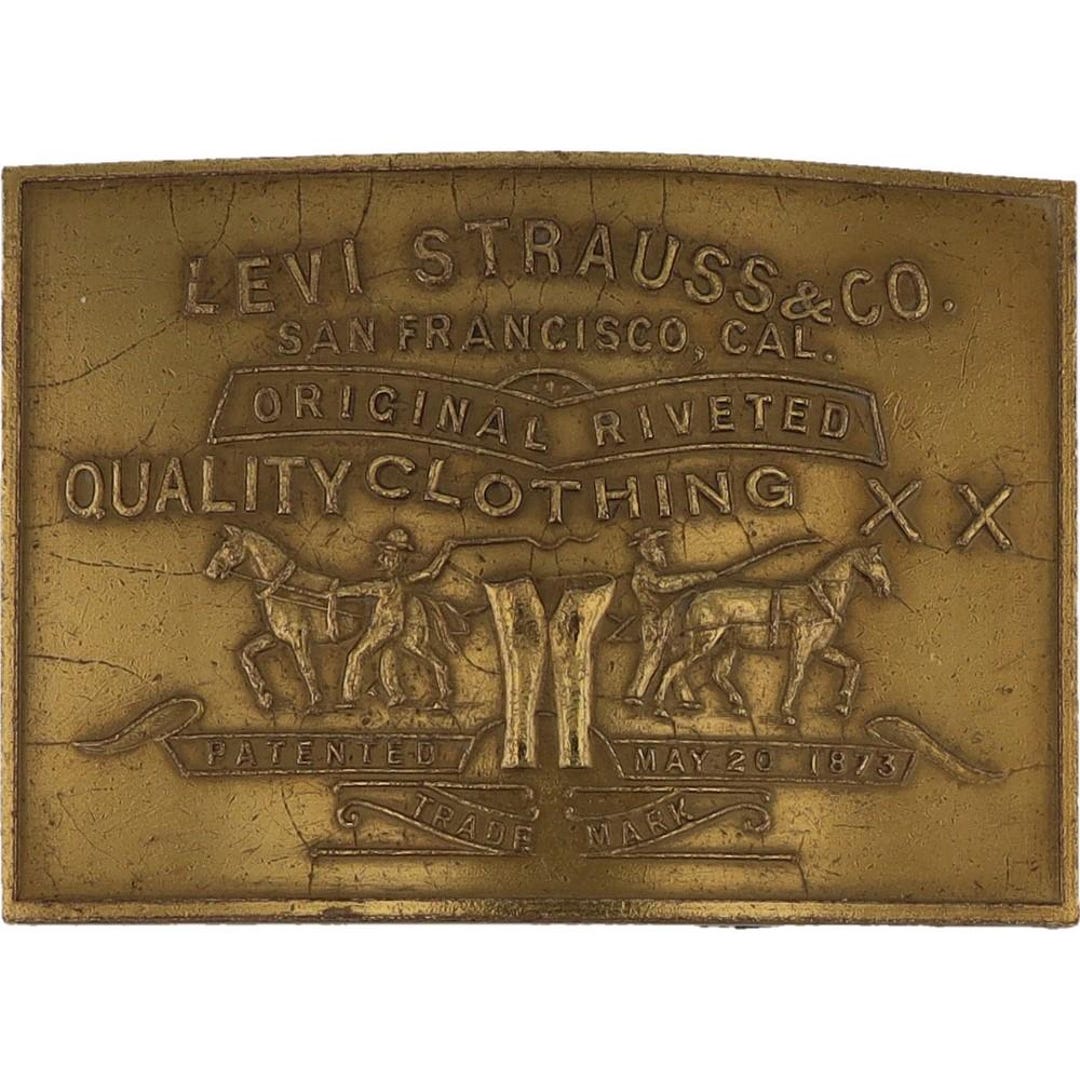 LEVI STRAUSS & CO.
SAN FRANCISCO, CAL.
ORIGINAL RIVETED
QUALITY CLOTHING XX
PATENTED MAY 20 1873
TRADE MARK